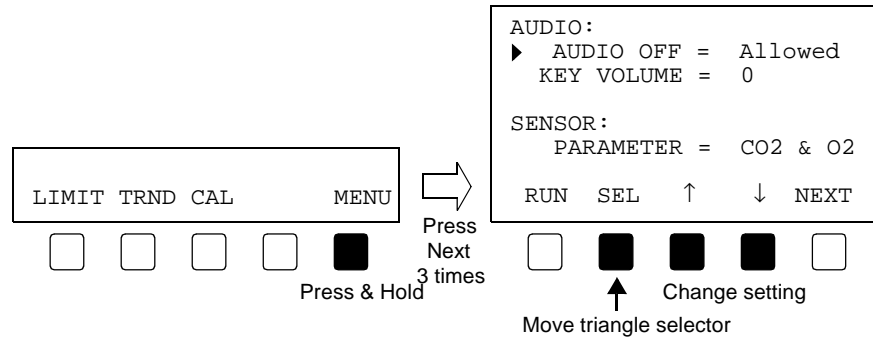 LIMIT TRND CAL MENU
Press & Hold
Press
Next
3 times
AUDIO:
AUDIO OFF = Allowed
KEY VOLUME = 0
SENSOR:
PARAMETER = CO2 & O2
RUN SEL ↑ ↓ NEXT
Change setting
Move triangle selector